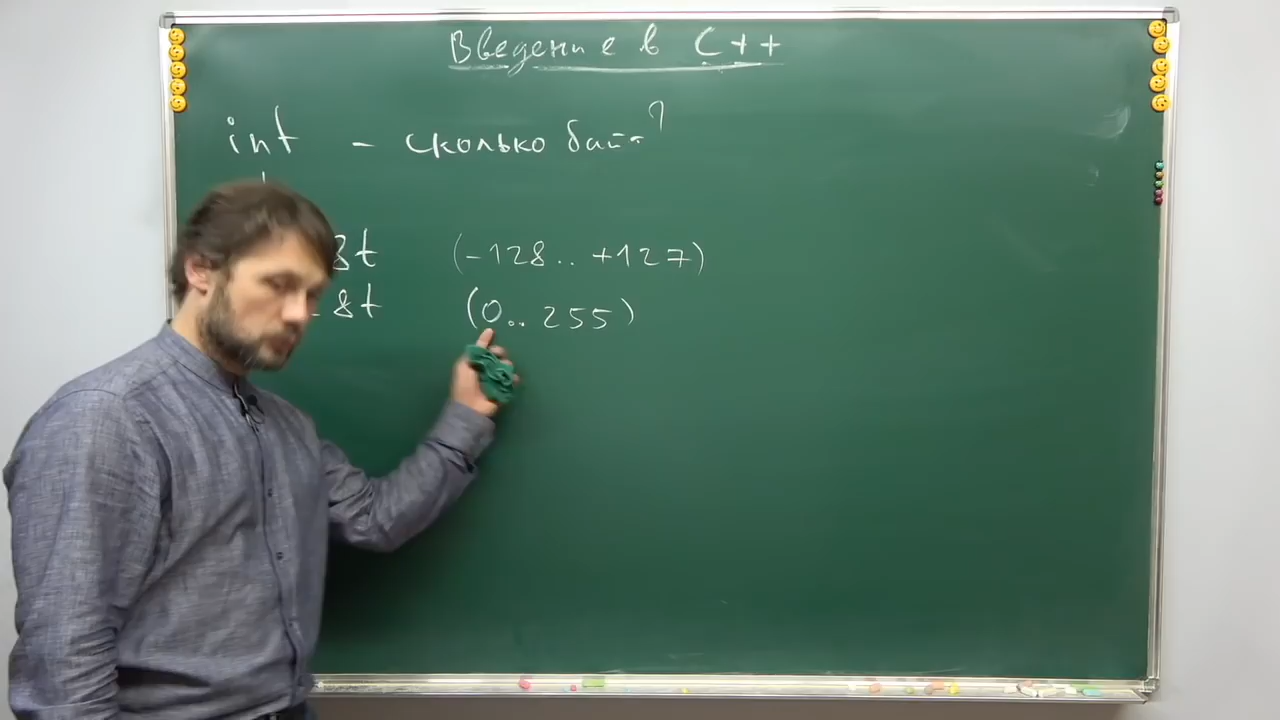 Введение в C++
int - сколько байт?
8t (-128.. +127)
8t (0.. 255)